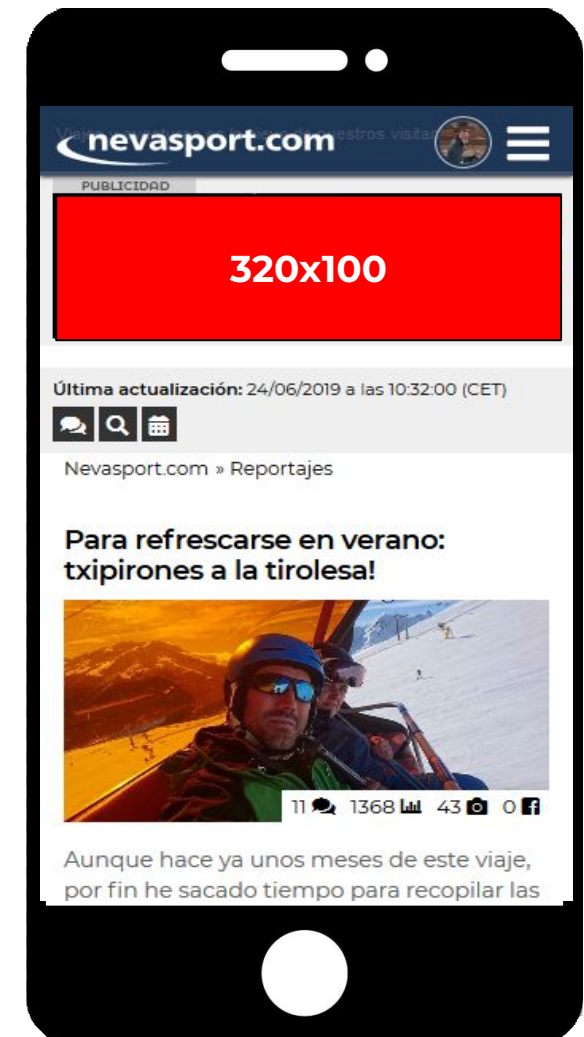 nevasport.com
PUBLICIDAD
320x100
Última actualización: 24/06/2019 a las 10:32:00 (CET)
Nevasport.com » Reportajes
Para refrescarse en verano:
txipirones a la tirolesa!
11 1368 43 0
Aunque hace ya unos meses de este viaje,
por fin he sacado tiempo para recopilar las